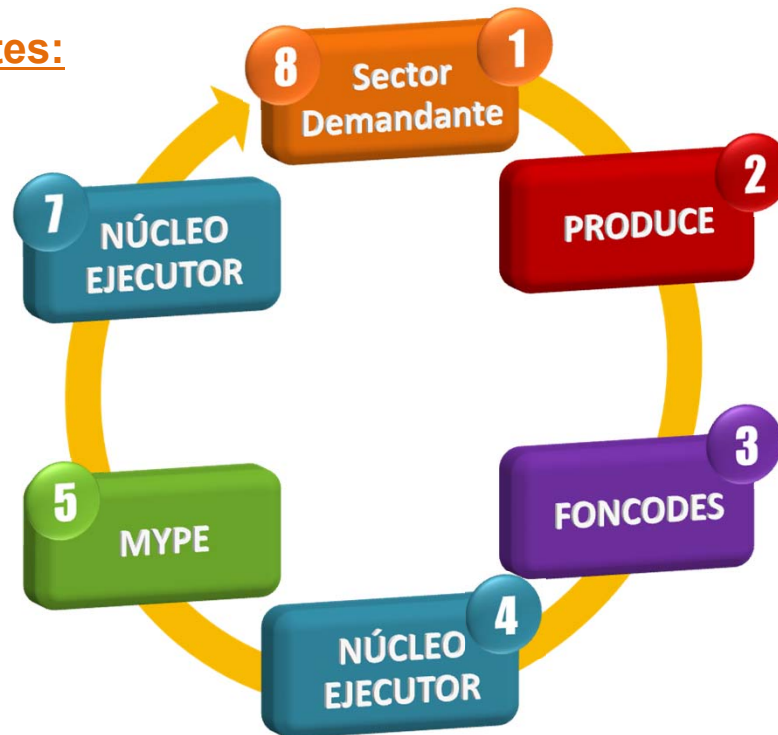 tes:
8
1
Sector
Demandante
2
PRODUCE
3
FONCODES
4
NÚCLEO
EJECUTOR
5
MYPE
7
NÚCLEO
EJECUTOR